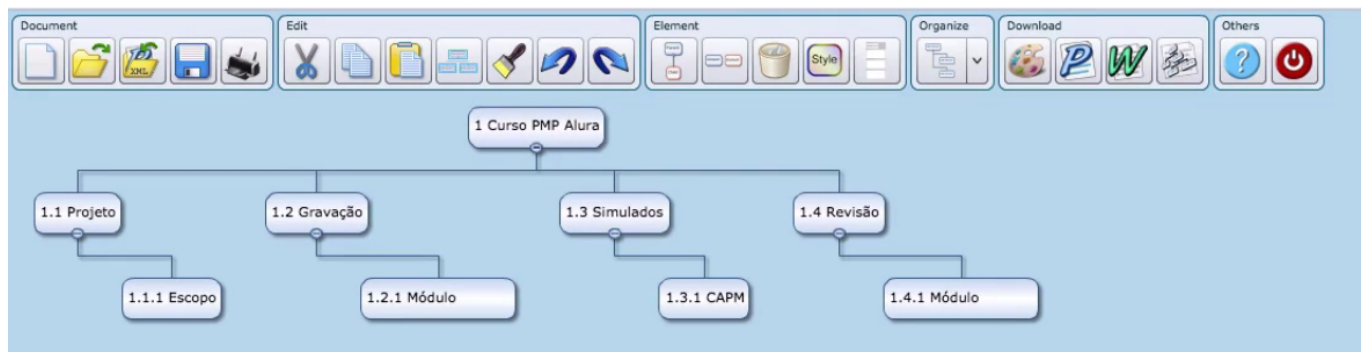 Document Edit Element Organize Download Others
XML Style P W ?
1 Curso PMP Alura
1.1 Projeto 1.2 Gravação 1.3 Simulados 1.4 Revisão
1.1.1 Escopo 1.2.1 Módulo 1.3.1 CAPM 1.4.1 Módulo